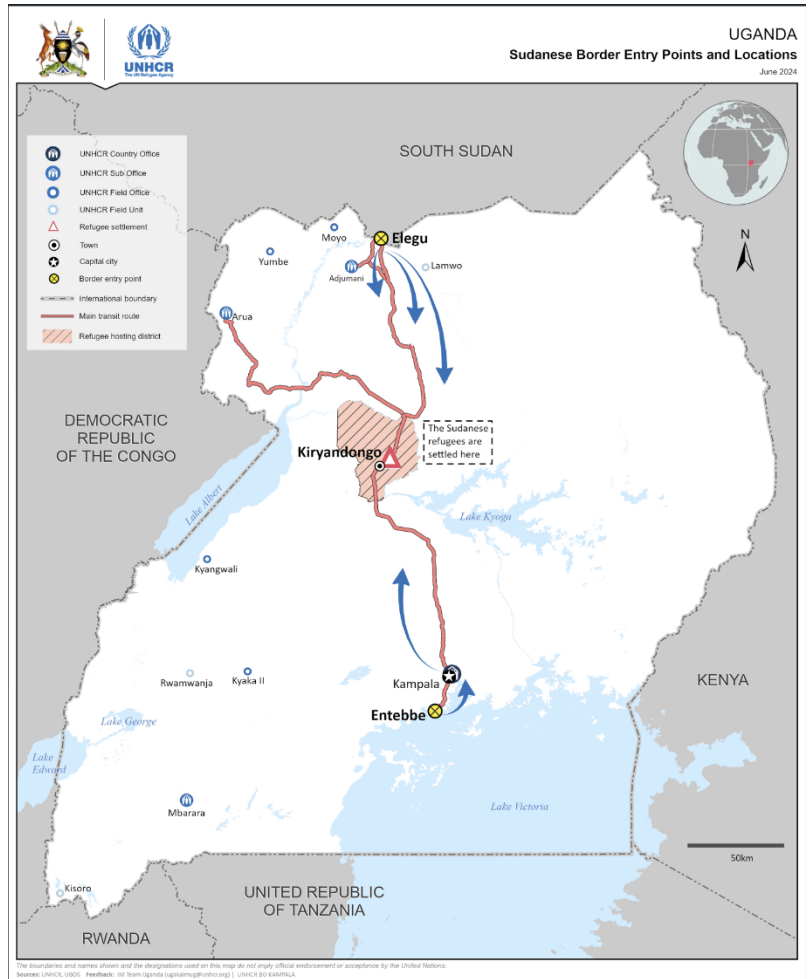 UNHCR
The UN Refugee Agency
UGANDA
Sudanese Border Entry Points and Locations
June 2024
UNHCR Country Office
UNHCR Sub Office
UNHCR Field Office
UNHCR Field Unit
Refugee settlement
Town
Capital city
Border entry point
International boundary
Main transit route
Refugee hosting district
SOUTH SUDAN
N
Moyo
Elegu
Yumbe
Adjumani
Lamwo
Arua
DEMOCRATIC
REPUBLIC
OF THE CONGO
Kiryandongo
The Sudanese
refugees are
settled here
Lake Albert
Lake Kyoga
Kyangwali
Rwamwanja
Kyaka II
Kampala
KENYA
Entebbe
Lake George
Lake
Edward
Mbarara
Lake Victoria
50km
Kisoro
UNITED REPUBLIC
OF TANZANIA
RWANDA
The boundaries and names shown and the designations used on this map do not imply official endorsement or acceptance by the United Nations.
Sources: UNHCR, UBOS Feedback: IM Team Uganda (ugakaimug@unhcr.org) | UNHCR BO KAMPALA